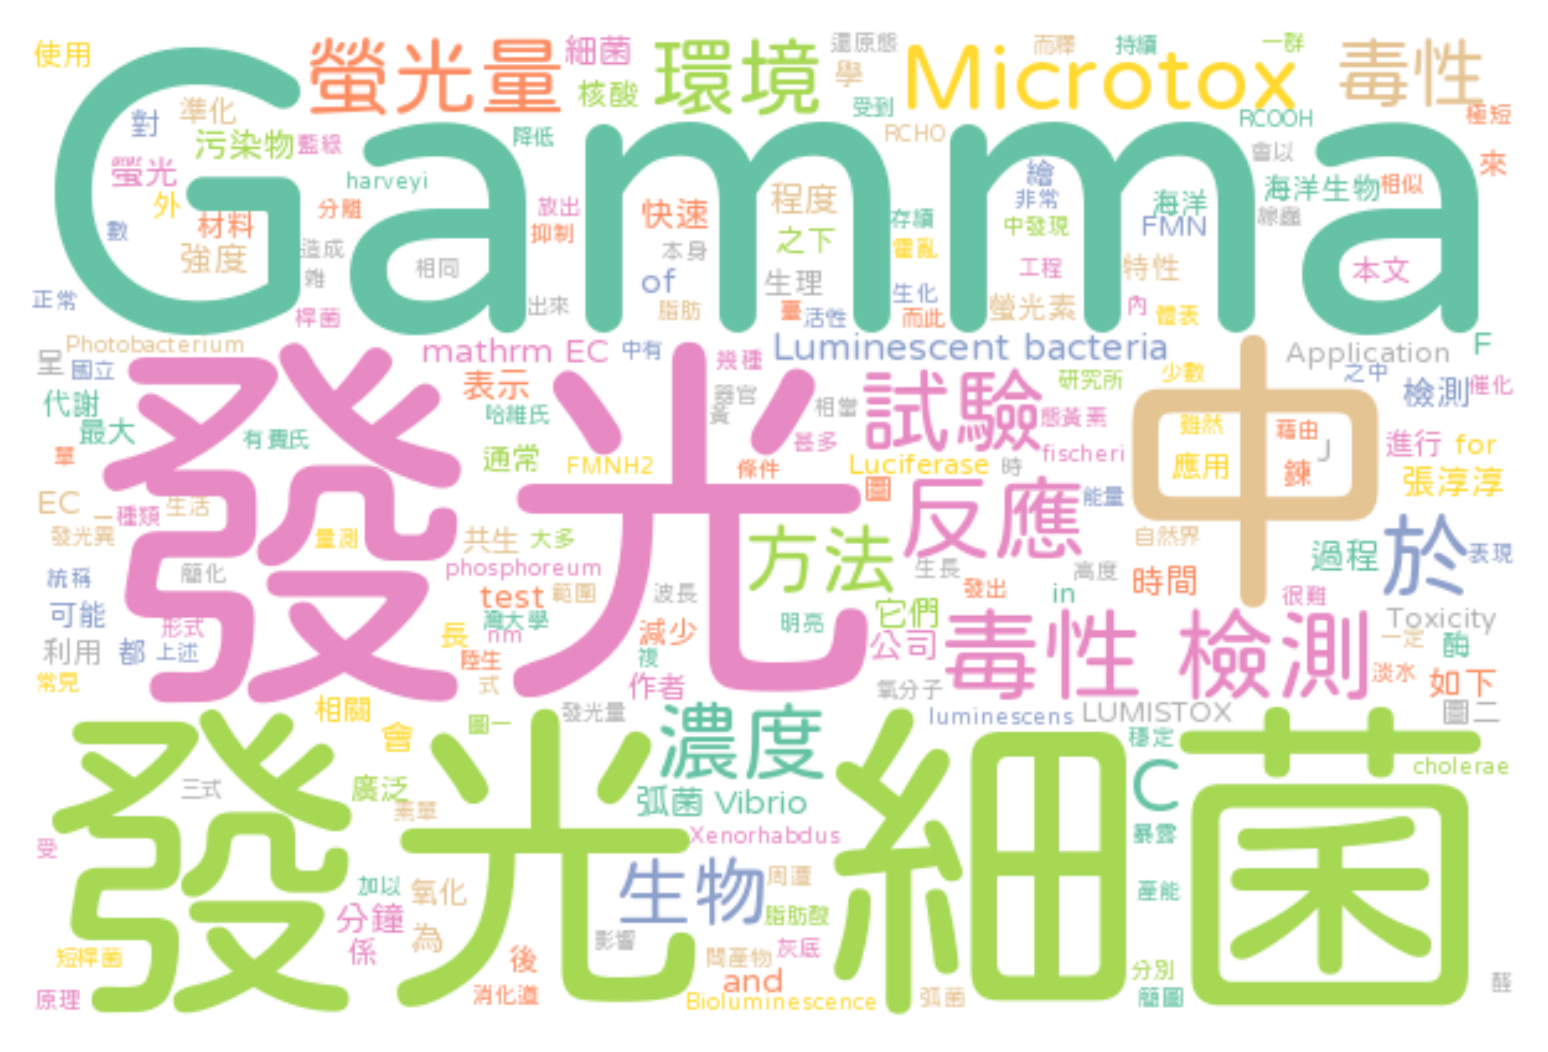 使用
螢光量
細菌
環境
還原態
Microtox
而釋
持續
一群
毒性
核酸
學
受到
Gamma
對
準化
污染物
藍綠
降低
RCHO
RCOOH
極短
螢光
harveyi
會以
來
外
材料
分離
放出
快速
程度
繪
非常
海洋
海洋生物
相似
數
抑制
存續
中發現
FMN
強度
造成
本身
之下
霍亂
相同
of
生理
工程
特性
本文
正常
桿菌
出來
脂肪
臺
活性
生化
而此
螢光素
內
體表
Photobacterium
mathrm EC
中有
幾種
Luminescent bacteria
Application
F
呈
國立
表示
器官
研究所
少數
之中
檢測
催化
代謝
最大
有費氏
哈維氏
黃
相當
試驗
態黃素
雖然
藉由
J
發光
中
單
通常
FMNH2
條件
甚多
Luciferase
時
fischeri
應用
鍊
進行
for
張淳淳
EC
一種類
生活
圖
反應
能量
發光異
量測
共生
大多
方法
自然界
過程
於
表現
統稱
簡化
phosphoreum
生長
高度
時間
可能
test
範圍
波長
發出
in
很難
Toxicity
形式
灣大學
nm
長
減少
明亮
它們
公司
毒性 檢測
一定
酶
利用
都
上述
陸生
複
常見
式
作者
氧分子
淡水
如下
相關
圖一
發光量
濃度
luminescens
LUMISTOX
圖二
會
穩定
cholerae
發光細菌
三式
廣泛
弧菌
Vibrio
C
受
Xenorhabdus
暴露
加以
氧化
生物
周遭
產能
分鐘
脂肪酸
係
為
影響
灰底
短桿菌
後
間產物
分別
原理
消化道
and
Bioluminescence
弧菌
簡圖
醛